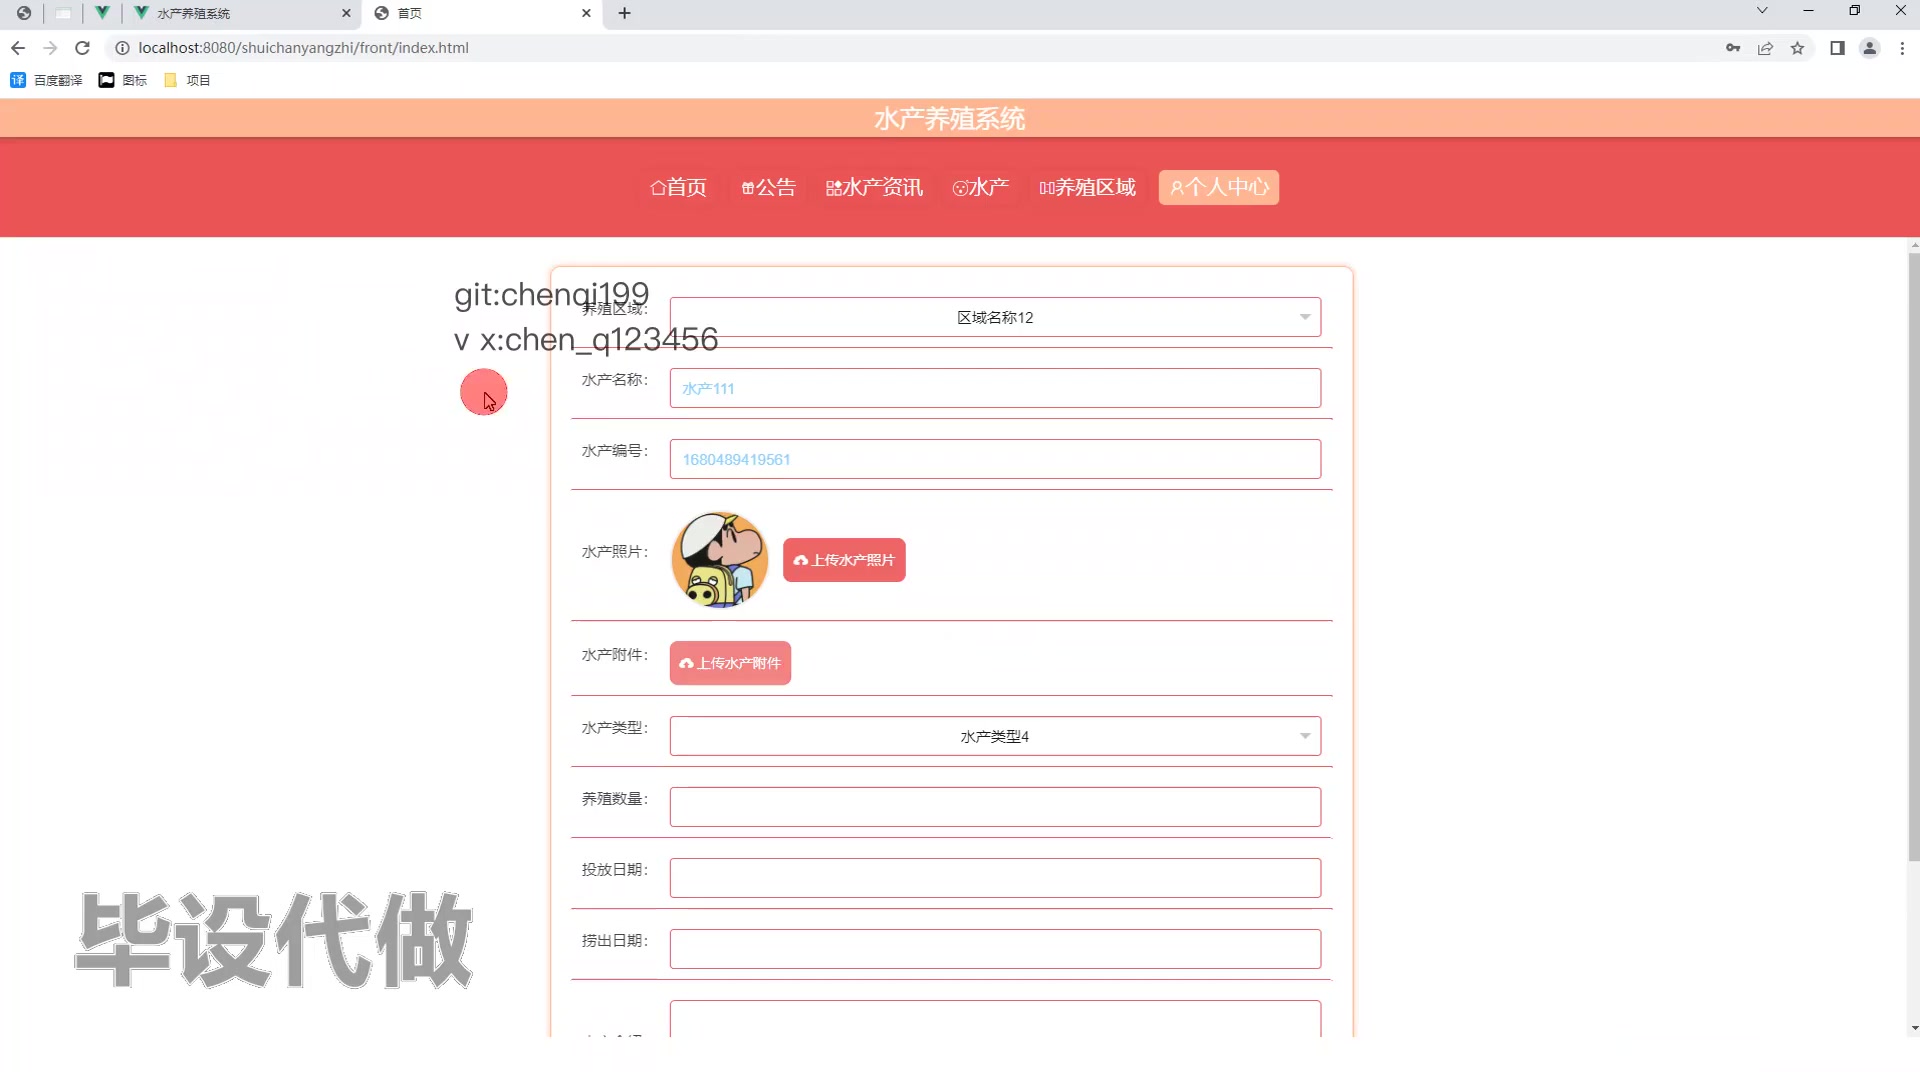 水产养殖系统
首页
localhost:8080/shuichanyangzhi/front/index.html
译 百度翻译
图标
项目
水产养殖系统
首页
公告
水产资讯
水产
养殖区域
个人中心
git:chenqi199
养殖区域:
区域名称12
v x:chen_q123456
水产名称:
水产111
水产编号:
1680489419561
水产照片:
上传水产照片
水产附件:
上传水产附件
水产类型:
水产类型4
养殖数量:
投放日期:
捞出日期:
毕设代做